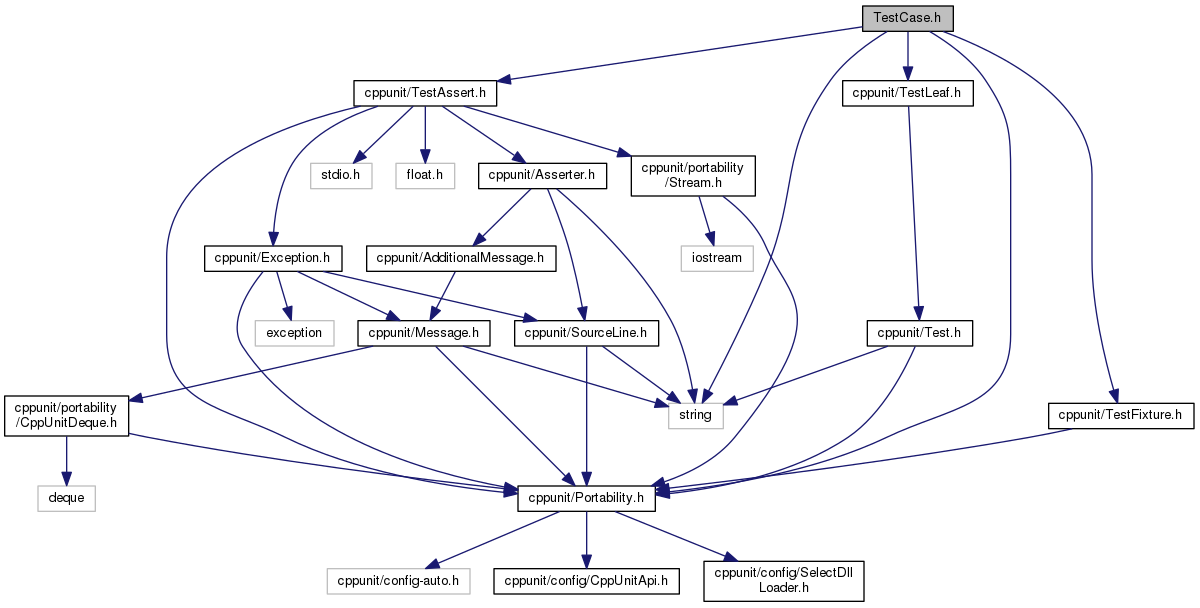 TestCase.h
cppunit/TestAssert.h
cppunit/TestLeaf.h
stdio.h
float.h
cppunit/Asserter.h
cppunit/portability
/Stream.h
cppunit/Exception.h
cppunit/AdditionalMessage.h
iostream
exception
cppunit/Message.h
cppunit/SourceLine.h
cppunit/Test.h
cppunit/portability
/CppUnitDeque.h
string
cppunit/TestFixture.h
deque
cppunit/Portability.h
cppunit/config-auto.h
cppunit/config/CppUnitApi.h
cppunit/config/SelectDll
Loader.h